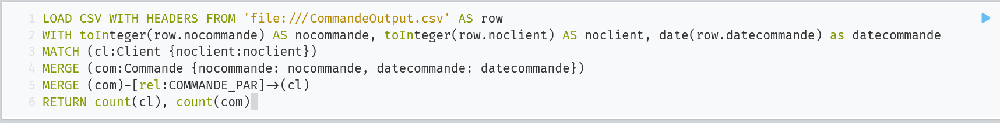 1 LOAD CSV WITH HEADERS FROM 'file:///CommandeOutput.csv' AS row
2 WITH toInteger(row.nocommande) AS nocommande, toInteger(row.noclient) AS noclient, date(row.datecommande) as datecommande
3 MATCH (cl:Client {noclient:noclient})
4 MERGE (com:Commande {nocommande: nocommande, datecommande: datecommande})
5 MERGE (com)-[rel:COMMANDE_PAR]->(cl)
6 RETURN count(cl), count(com)